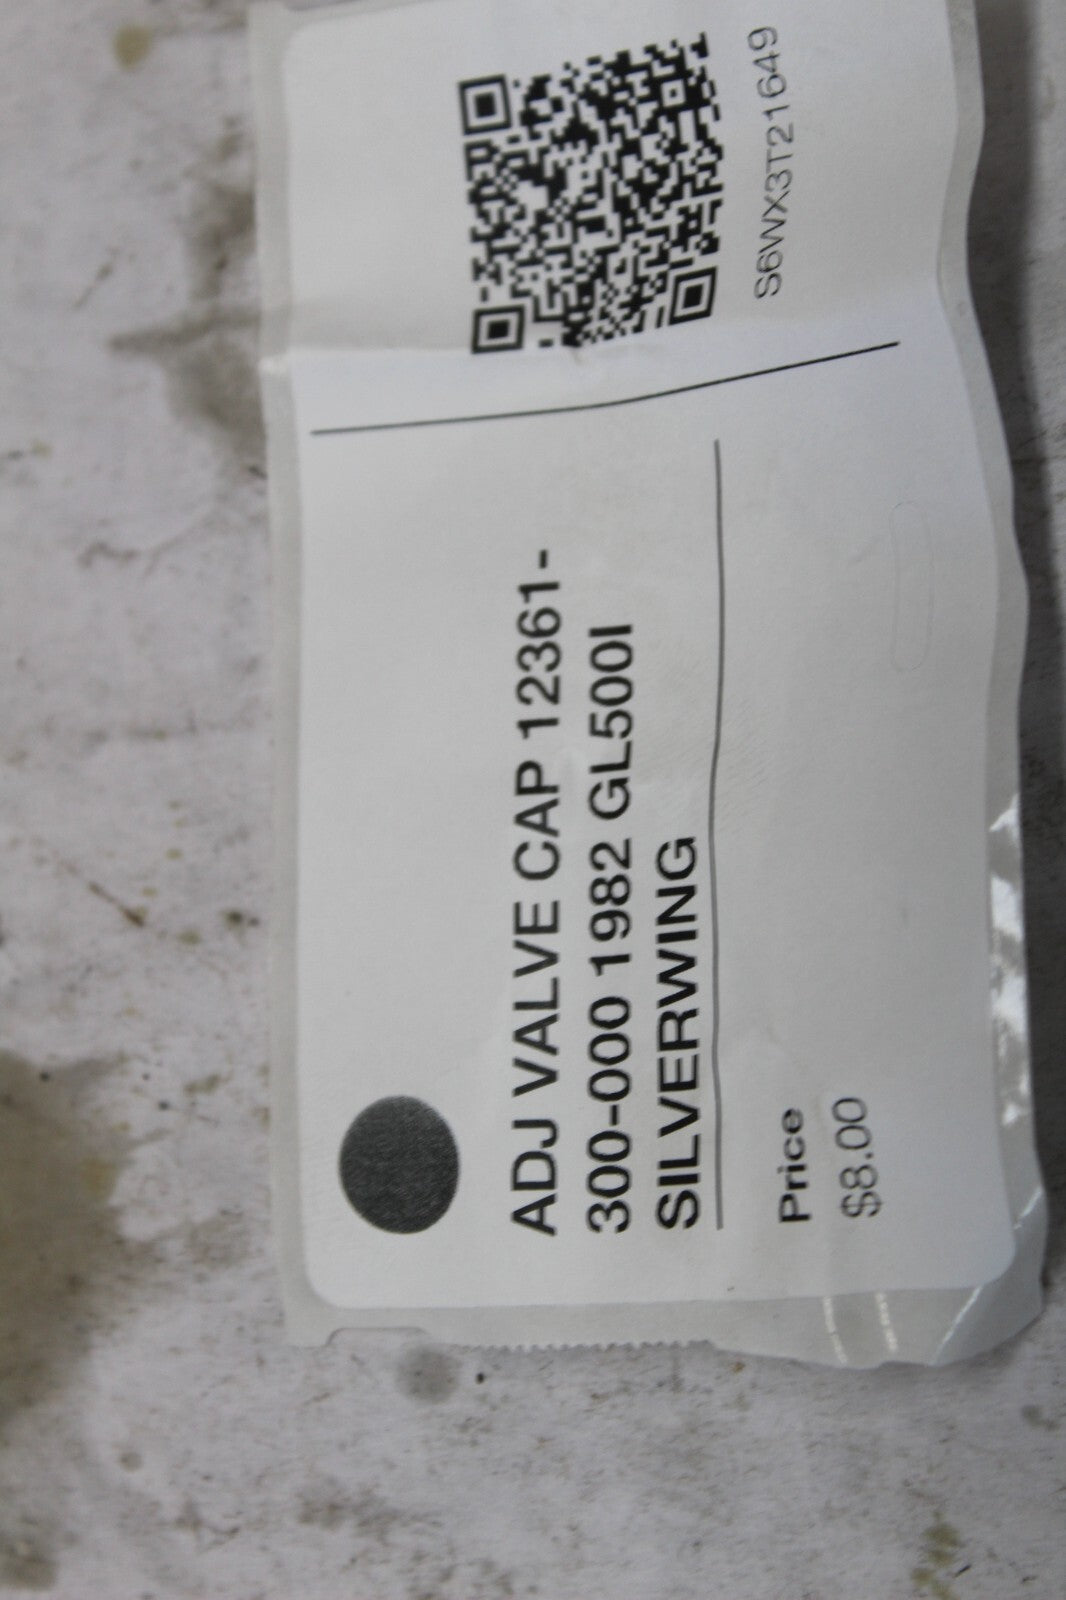 ADJ VALVE CAP 12361-
300-000 1982 GL500I
SILVERWING
Price
$8.00
S6WX3T21649